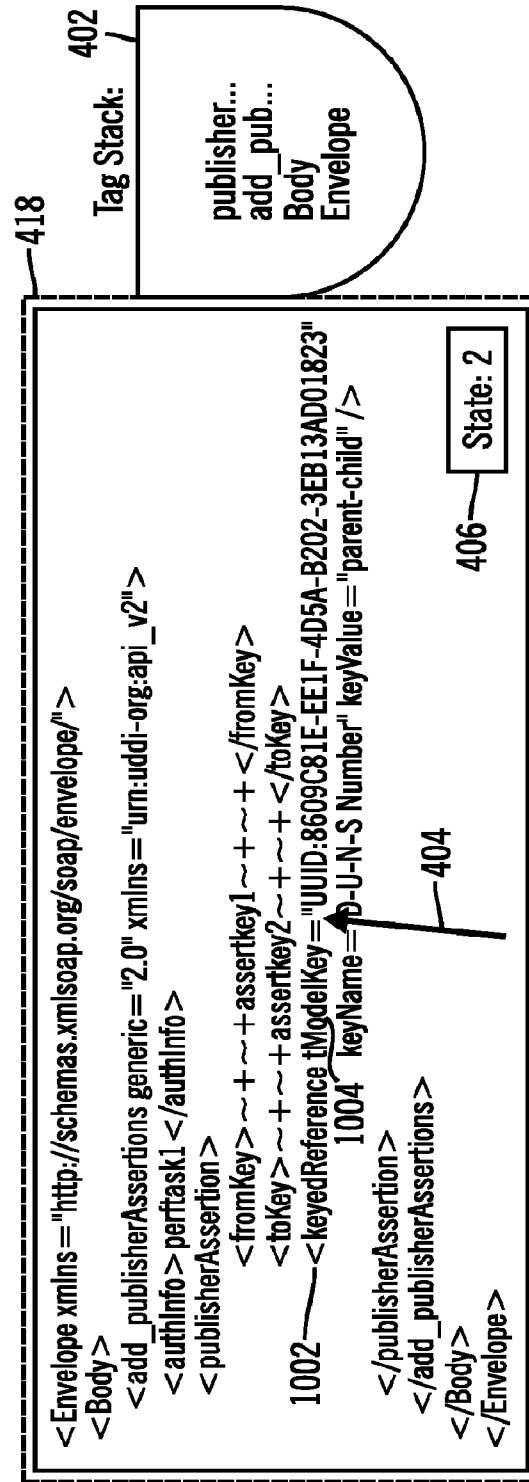 418
402
Tag Stack:
publisher...
add_pub...
Body
Envelope
<Envelope xmlns="http://schemas.xmlsoap.org/soap/envelope/">
<Body>
<add_publisherAssertions generic="2.0" xmlns="urn:uddi-org:api_v2">
<authInfo>perftask1</authInfo>
<publisherAssertion>
<fromKey>~+~+assertkey1~+~+</fromKey>
<toKey>~+~+assertkey2~+~+</toKey>
1002
<keyedReference tModelKey="UUID:8609C81E-EE1F-4D5A-B202-3EB13AD01823"
1004
keyName="D-U-N-S Number" keyValue="parent-child"/>
</publisherAssertion>
</add_publisherAssertions>
</Body>
</Envelope>
404
406
State: 2